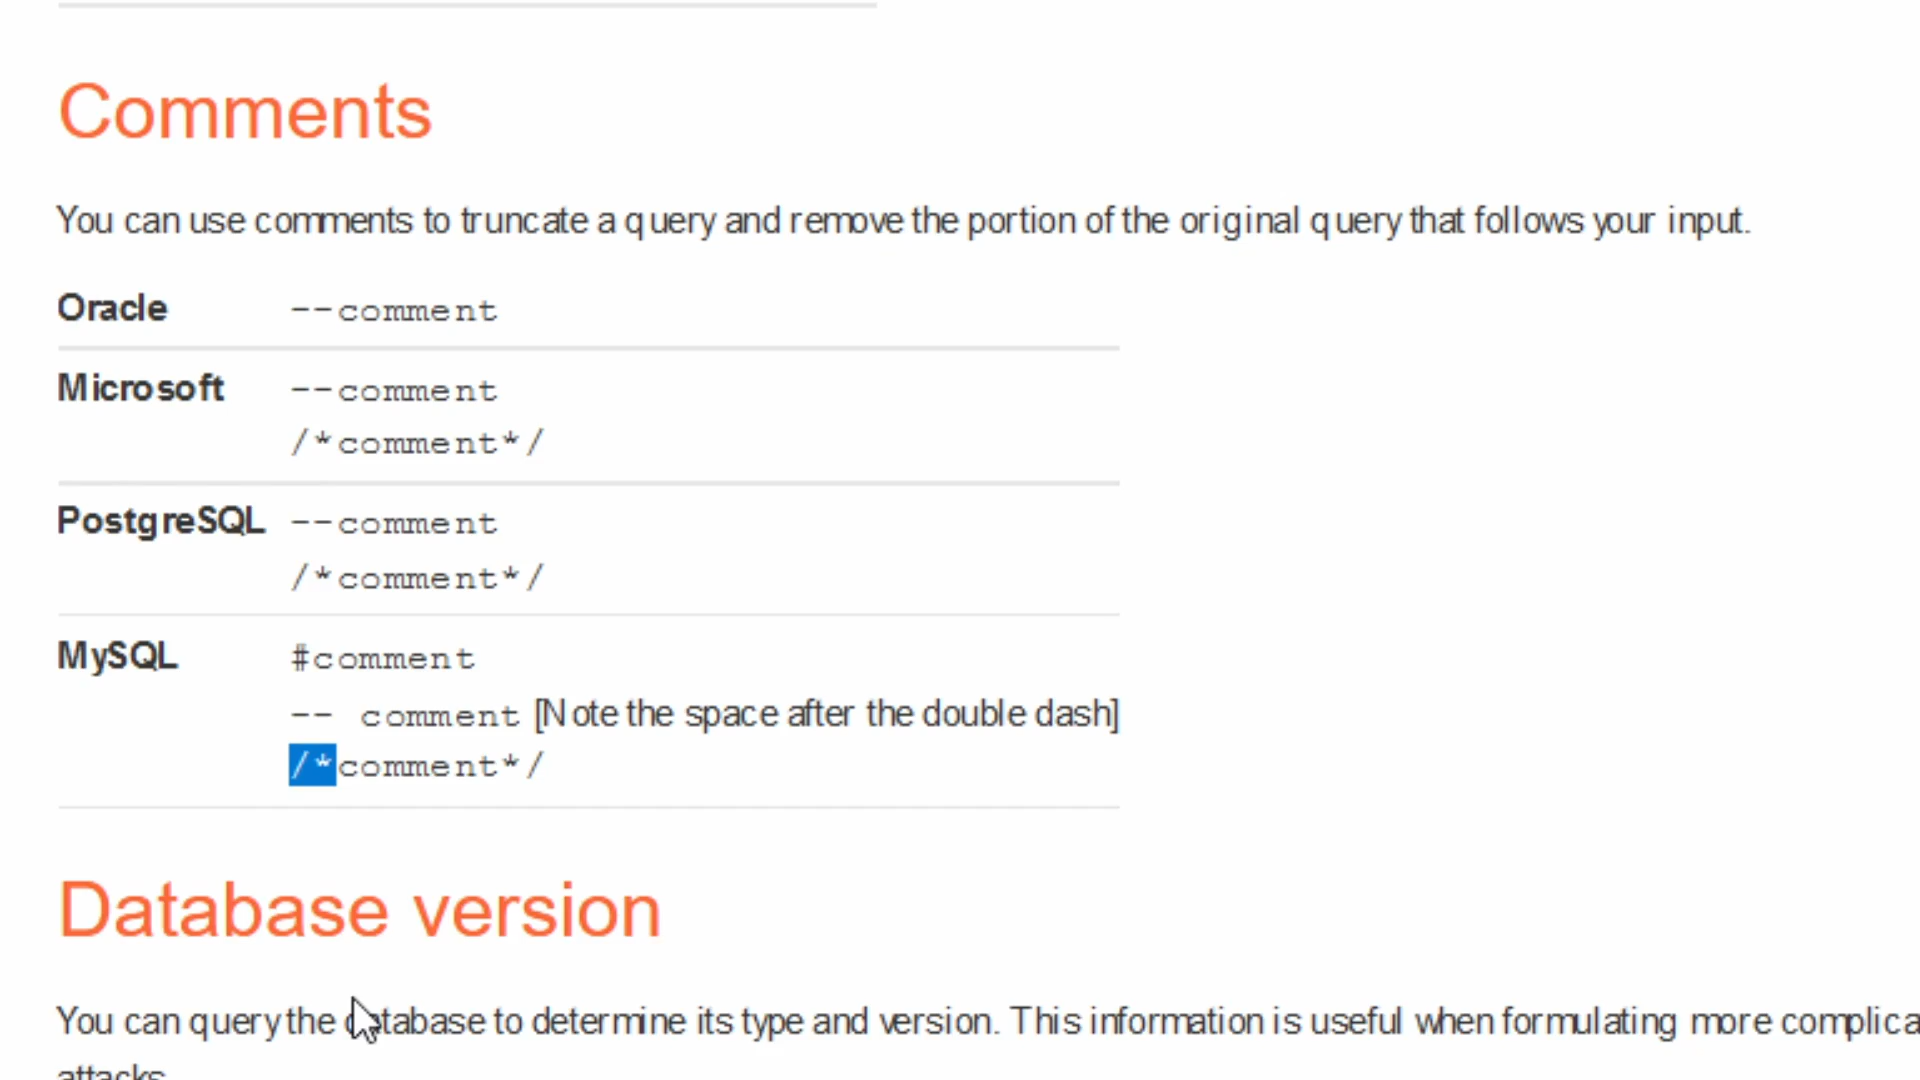 Comments
You can use comments to truncate a query and remove the portion of the original query that follows your input.
Oracle --comment
Microsoft --comment
/*comment*/
PostgreSQL --comment
/*comment*/
MySQL #comment
-- comment [Note the space after the double dash]
/*comment*/
Database version
You can query the database to determine its type and version. This information is useful when formulating more complica
attacks.